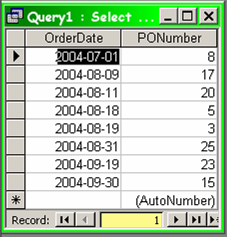 Query1 : Select ...
OrderDate PONumber
2004-07-01 8
2004-08-09 17
2004-08-11 20
2004-08-18 5
2004-08-19 3
2004-08-31 25
2004-09-19 23
2004-09-30 15
(AutoNumber)
Record: 1